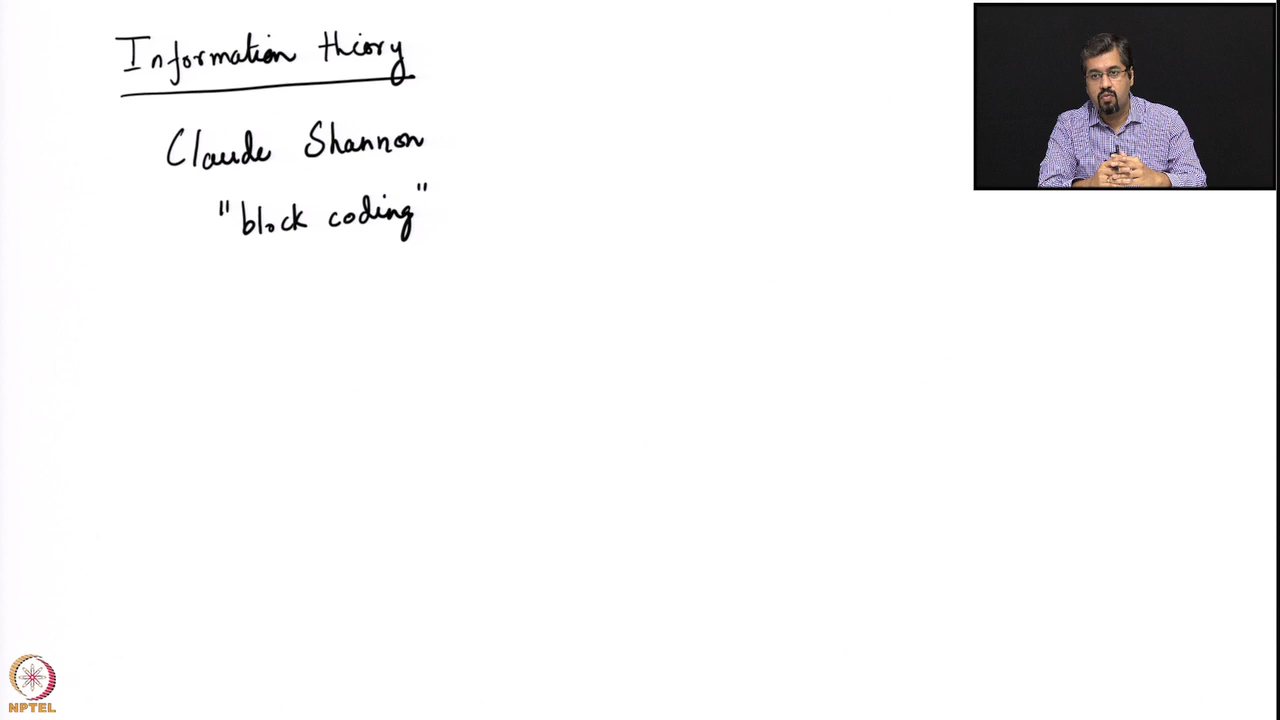 Information theory
Claude Shannon
"block coding"
NPTEL